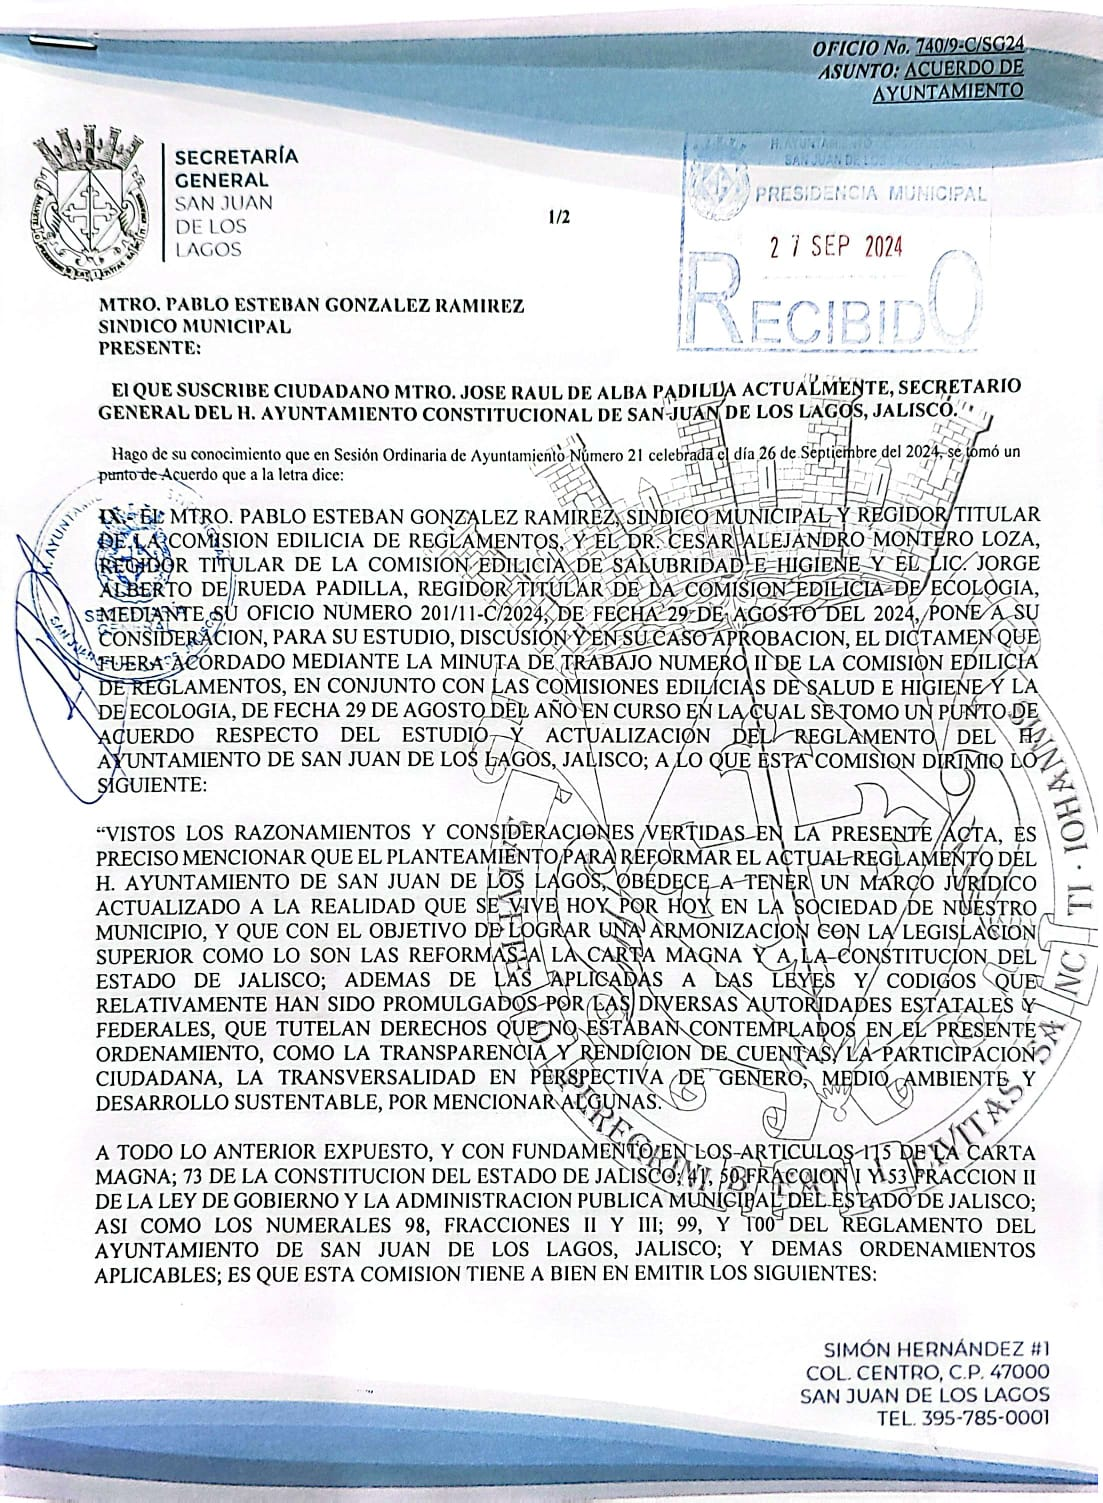 OFICIO No. 740/9-C/SG24
ASUNTO: ACUERDO DE
AYUNTAMIENTO
SECRETARÍA
GENERAL
SAN JUAN
DE LOS
LAGOS
1/2
H. AYUNTAMIENTO CONSTITUCIONAL
SAN JUAN DE LOS LAGOS, JAL.
PRESIDENCIA MUNICIPAL
27 SEP 2024
RECIBIDO
MTRO. PABLO ESTEBAN GONZALEZ RAMIREZ
SINDICO MUNICIPAL
PRESENTE:
El QUE SUSCRIBE CIUDADANO MTRO. JOSE RAUL DE ALBA PADILLA ACTUALMENTE, SECRETARIO
GENERAL DEL H. AYUNTAMIENTO CONSTITUCIONAL DE SAN JUAN DE LOS LAGOS, JALISCO.
Hago de su conocimiento que en Sesión Ordinaria de Ayuntamiento Número 21 celebrada el día 26 de Septiembre del 2024, se tomó un
punto de Acuerdo que a la letra dice:
IX.- EL MTRO. PABLO ESTEBAN GONZALEZ RAMIREZ, SINDICO MUNICIPAL Y REGIDOR TITULAR
DE LA COMISION EDILICIA DE REGLAMENTOS, Y EL DR. CESAR ALEJANDRO MONTERO LOZA,
REGIDOR TITULAR DE LA COMISION EDILICIA DE SALUBRIDAD E HIGIENE Y EL LIC. JORGE
ALBERTO DE RUEDA PADILLA, REGIDOR TITULAR DE LA COMISION EDILICIA DE ECOLOGIA,
MEDIANTE SU OFICIO NUMERO 201/11-C/2024, DE FECHA 29 DE AGOSTO DEL 2024, PONE A SU
CONSIDERACION, PARA SU ESTUDIO, DISCUSION Y EN SU CASO APROBACION, EL DICTAMEN QUE
FUERA ACORDADO MEDIANTE LA MINUTA DE TRABAJO NUMERO II DE LA COMISION EDILICIA
DE REGLAMENTOS, EN CONJUNTO CON LAS COMISIONES EDILICIAS DE SALUD E HIGIENE Y LA
DE ECOLOGIA, DE FECHA 29 DE AGOSTO DEL AÑO EN CURSO EN LA CUAL SE TOMO UN PUNTO DE
ACUERDO RESPECTO DEL ESTUDIO Y ACTUALIZACION DEL REGLAMENTO DEL H.
AYUNTAMIENTO DE SAN JUAN DE LOS LAGOS, JALISCO; A LO QUE ESTA COMISION DIRIMIO LO
SIGUIENTE:
“VISTOS LOS RAZONAMIENTOS Y CONSIDERACIONES VERTIDAS EN LA PRESENTE ACTA, ES
PRECISO MENCIONAR QUE EL PLANTEAMIENTO PARA REFORMAR EL ACTUAL REGLAMENTO DEL
H. AYUNTAMIENTO DE SAN JUAN DE LOS LAGOS, OBEDECE A TENER UN MARCO JURIDICO
ACTUALIZADO A LA REALIDAD QUE SE VIVE HOY POR HOY EN LA SOCIEDAD DE NUESTRO
MUNICIPIO, Y QUE CON EL OBJETIVO DE LOGRAR UNA ARMONIZACION CON LA LEGISLACION
SUPERIOR COMO LO SON LAS REFORMAS A LA CARTA MAGNA Y A LA CONSTITUCION DEL
ESTADO DE JALISCO; ADEMAS DE LAS APLICADAS A LAS LEYES Y CODIGOS QUE
RELATIVAMENTE HAN SIDO PROMULGADOS POR LAS DIVERSAS AUTORIDADES ESTATALES Y
FEDERALES, QUE TUTELAN DERECHOS QUE NO ESTABAN CONTEMPLADOS EN EL PRESENTE
ORDENAMIENTO, COMO LA TRANSPARENCIA Y RENDICION DE CUENTAS, LA PARTICIPACION
CIUDADANA, LA TRANSVERSALIDAD EN PERSPECTIVA DE GENERO, MEDIO AMBIENTE Y
DESARROLLO SUSTENTABLE, POR MENCIONAR ALGUNAS.
A TODO LO ANTERIOR EXPUESTO, Y CON FUNDAMENTO EN LOS ARTICULOS 115 DE LA CARTA
MAGNA; 73 DE LA CONSTITUCION DEL ESTADO DE JALISCO; 41, 50 FRACCION I Y 53 FRACCION II
DE LA LEY DE GOBIERNO Y LA ADMINISTRACION PUBLICA MUNICIPAL DEL ESTADO DE JALISCO;
ASI COMO LOS NUMERALES 98, FRACCIONES II Y III; 99, Y 100 DEL REGLAMENTO DEL
AYUNTAMIENTO DE SAN JUAN DE LOS LAGOS, JALISCO; Y DEMAS ORDENAMIENTOS
APLICABLES; ES QUE ESTA COMISION TIENE A BIEN EN EMITIR LOS SIGUIENTES:
SIMÓN HERNÁNDEZ #1
COL. CENTRO, C.P. 47000
SAN JUAN DE LOS LAGOS
TEL. 395-785-0001